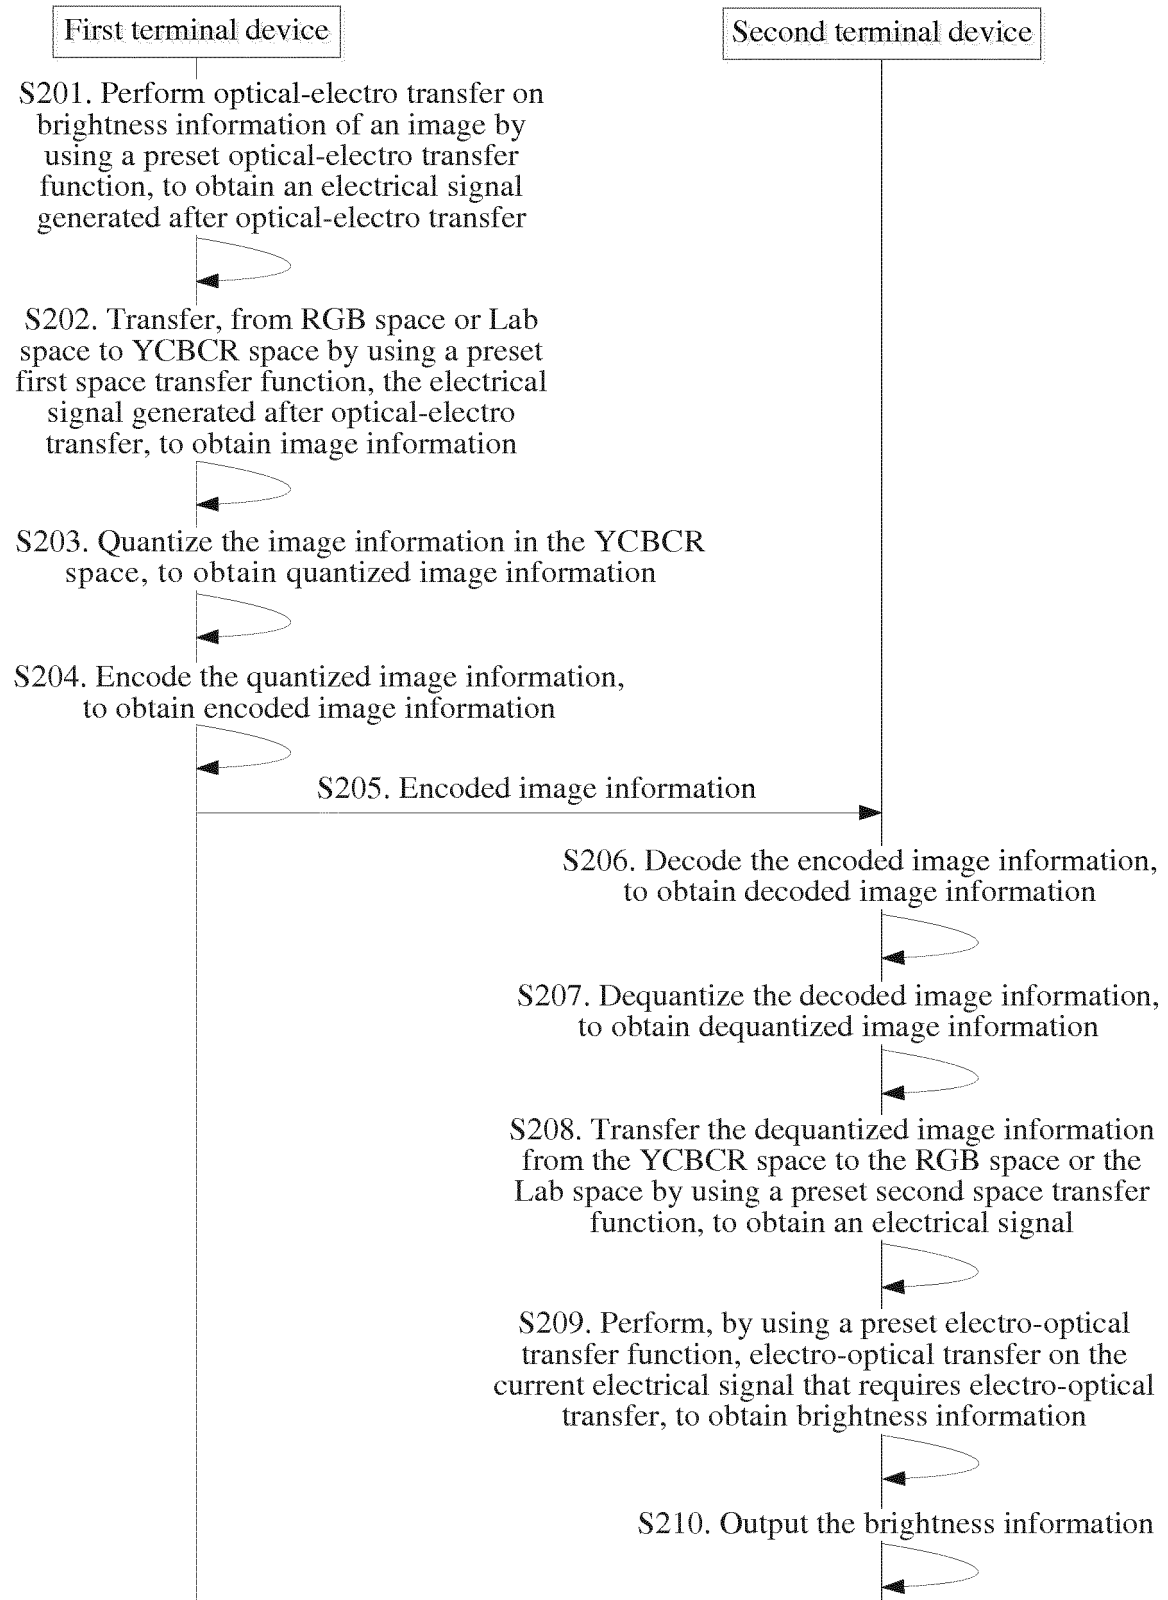 First terminal device
Second terminal device
S201. Perform optical-electro transfer on
brightness information of an image by
using a preset optical-electro transfer
function, to obtain an electrical signal
generated after optical-electro transfer
S202. Transfer, from RGB space or Lab
space to YCBCR space by using a preset
first space transfer function, the electrical
signal generated after optical-electro
transfer, to obtain image information
S203. Quantize the image information in the YCBCR
space, to obtain quantized image information
S204. Encode the quantized image information,
to obtain encoded image information
S205. Encoded image information
S206. Decode the encoded image information,
to obtain decoded image information
S207. Dequantize the decoded image information,
to obtain dequantized image information
S208. Transfer the dequantized image information
from the YCBCR space to the RGB space or the
Lab space by using a preset second space transfer
function, to obtain an electrical signal
S209. Perform, by using a preset electro-optical
transfer function, electro-optical transfer on the
current electrical signal that requires electro-optical
transfer, to obtain brightness information
S210. Output the brightness information